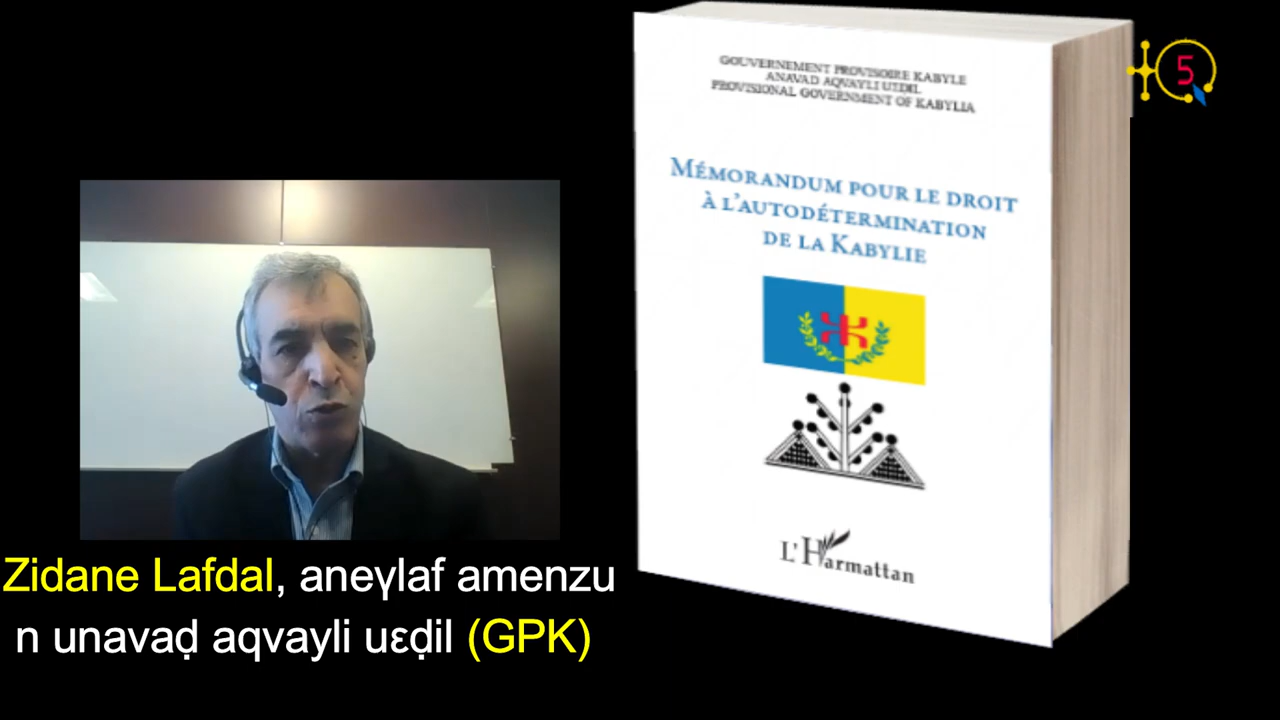 GOUVERNEMENT PROVISOIRE KABYLE
ANAVAD AQVAYLI UƐḌIL
PROVISIONAL GOVERNMENT OF KABYLIA
MÉMORANDUM POUR LE DROIT
À L'AUTODÉTERMINATION
DE LA KABYLIE
L'Harmattan
5
Zidane Lafdal, aneɣlaf amenzu
n unavaḍ aqvayli uɛḍil (GPK)